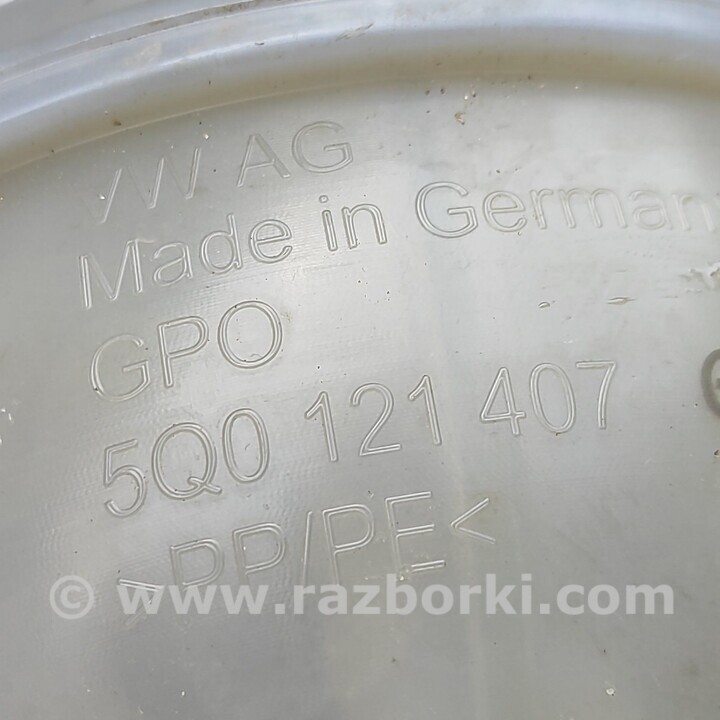 VW AG
Made in Germany
GPO
5Q0 121 407
>PP/PE<
© www.razborki.com